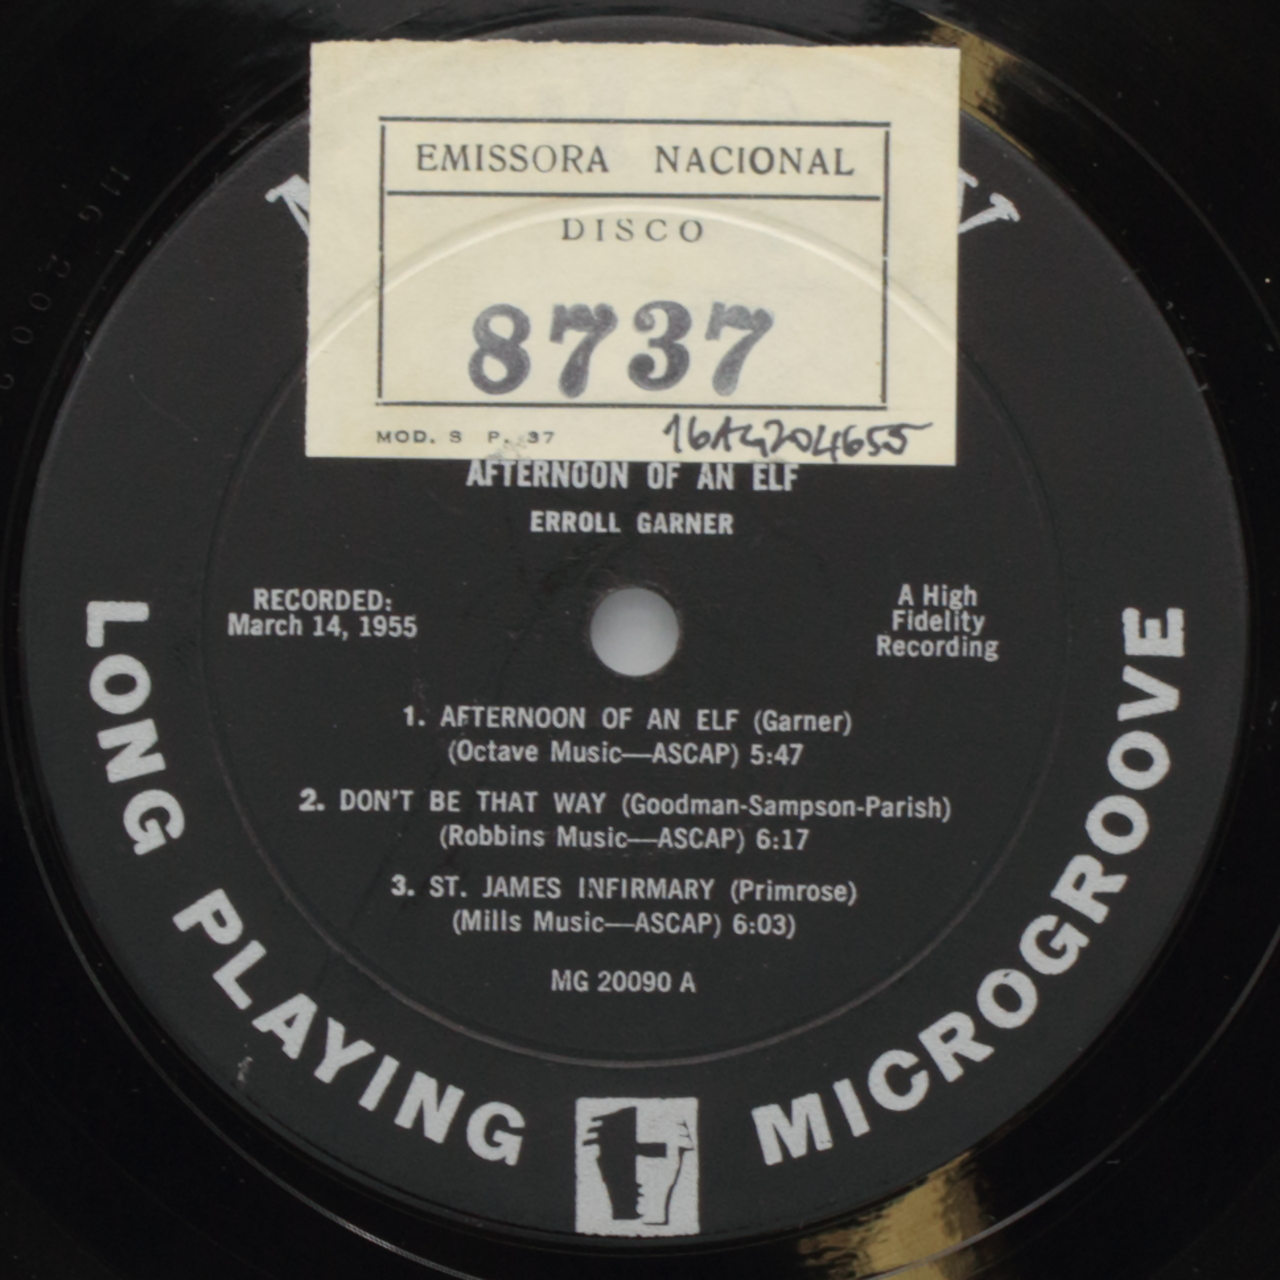 EMISSORA NACIONAL
DISCO
8737
MOD. S P. 37
16AG204655
AFTERNOON OF AN ELF
ERROLL GARNER
RECORDED:
March 14, 1955
A High
Fidelity
Recording
1. AFTERNOON OF AN ELF (Garner)
(Octave Music—ASCAP) 5:47
2. DON'T BE THAT WAY (Goodman-Sampson-Parish)
(Robbins Music—ASCAP) 6:17
3. ST. JAMES INFIRMARY (Primrose)
(Mills Music—ASCAP) 6:03)
MG 20090 A
LONG PLAYING MICROGROOVE